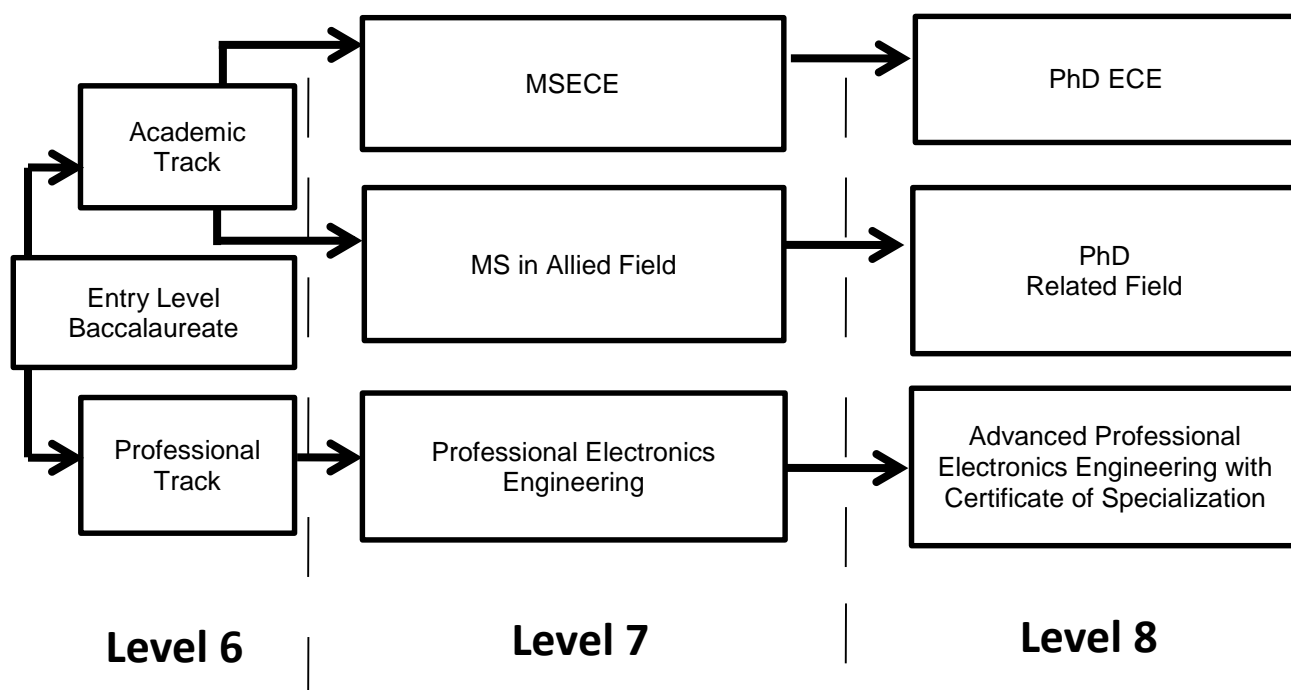 MSECE
PhD ECE
Academic
Track
MS in Allied Field
PhD
Related Field
Entry Level
Baccalaureate
Professional
Track
Professional Electronics
Engineering
Advanced Professional
Electronics Engineering with
Certificate of Specialization
Level 6
Level 7
Level 8